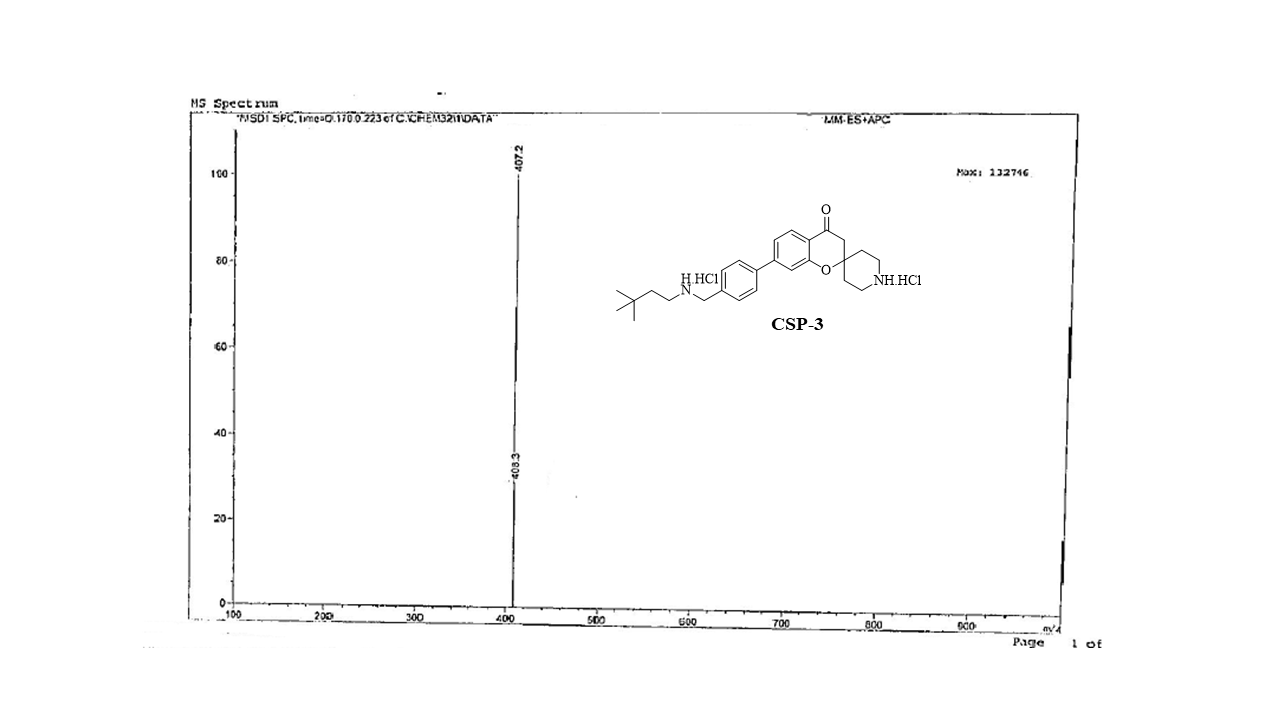 MS Spectrum
*MSD1 SPC, time=0.170:0.223 of C:\CHEM32\1\DATA\
MM-ES+APC
407.2
100
Max: 132746
80
60
40
408.3
20
0
100 200 300 400 500 600 700 800 900 m/z
O
O
H.HCl
N
NH.HCl
CSP-3
Page 1 of